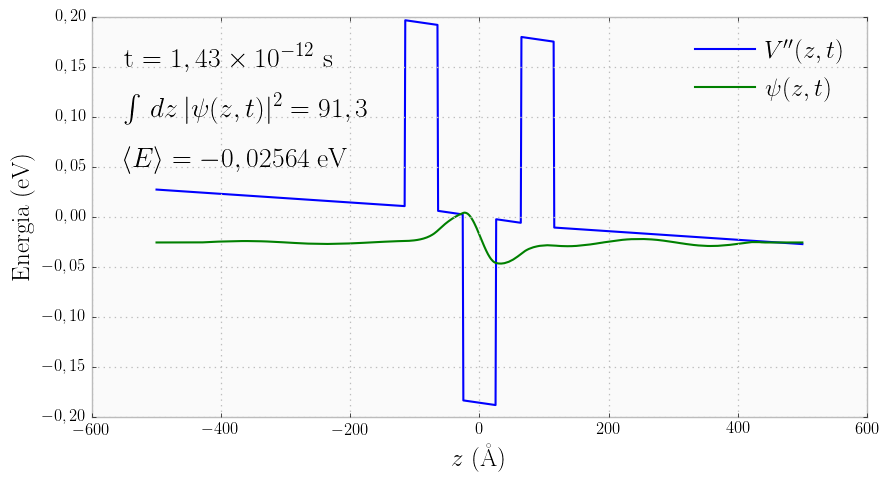 0,20
0,15
0,10
0,05
0,00
−0,05
−0,10
−0,15
−0,20
Energia (eV)
t = 1,43 × 10⁻¹² s
∫ dz |ψ(z, t)|² = 91,3
⟨E⟩ = −0,02564 eV
V″(z, t)
ψ(z, t)
−600 −400 −200 0 200 400 600
z (Å)